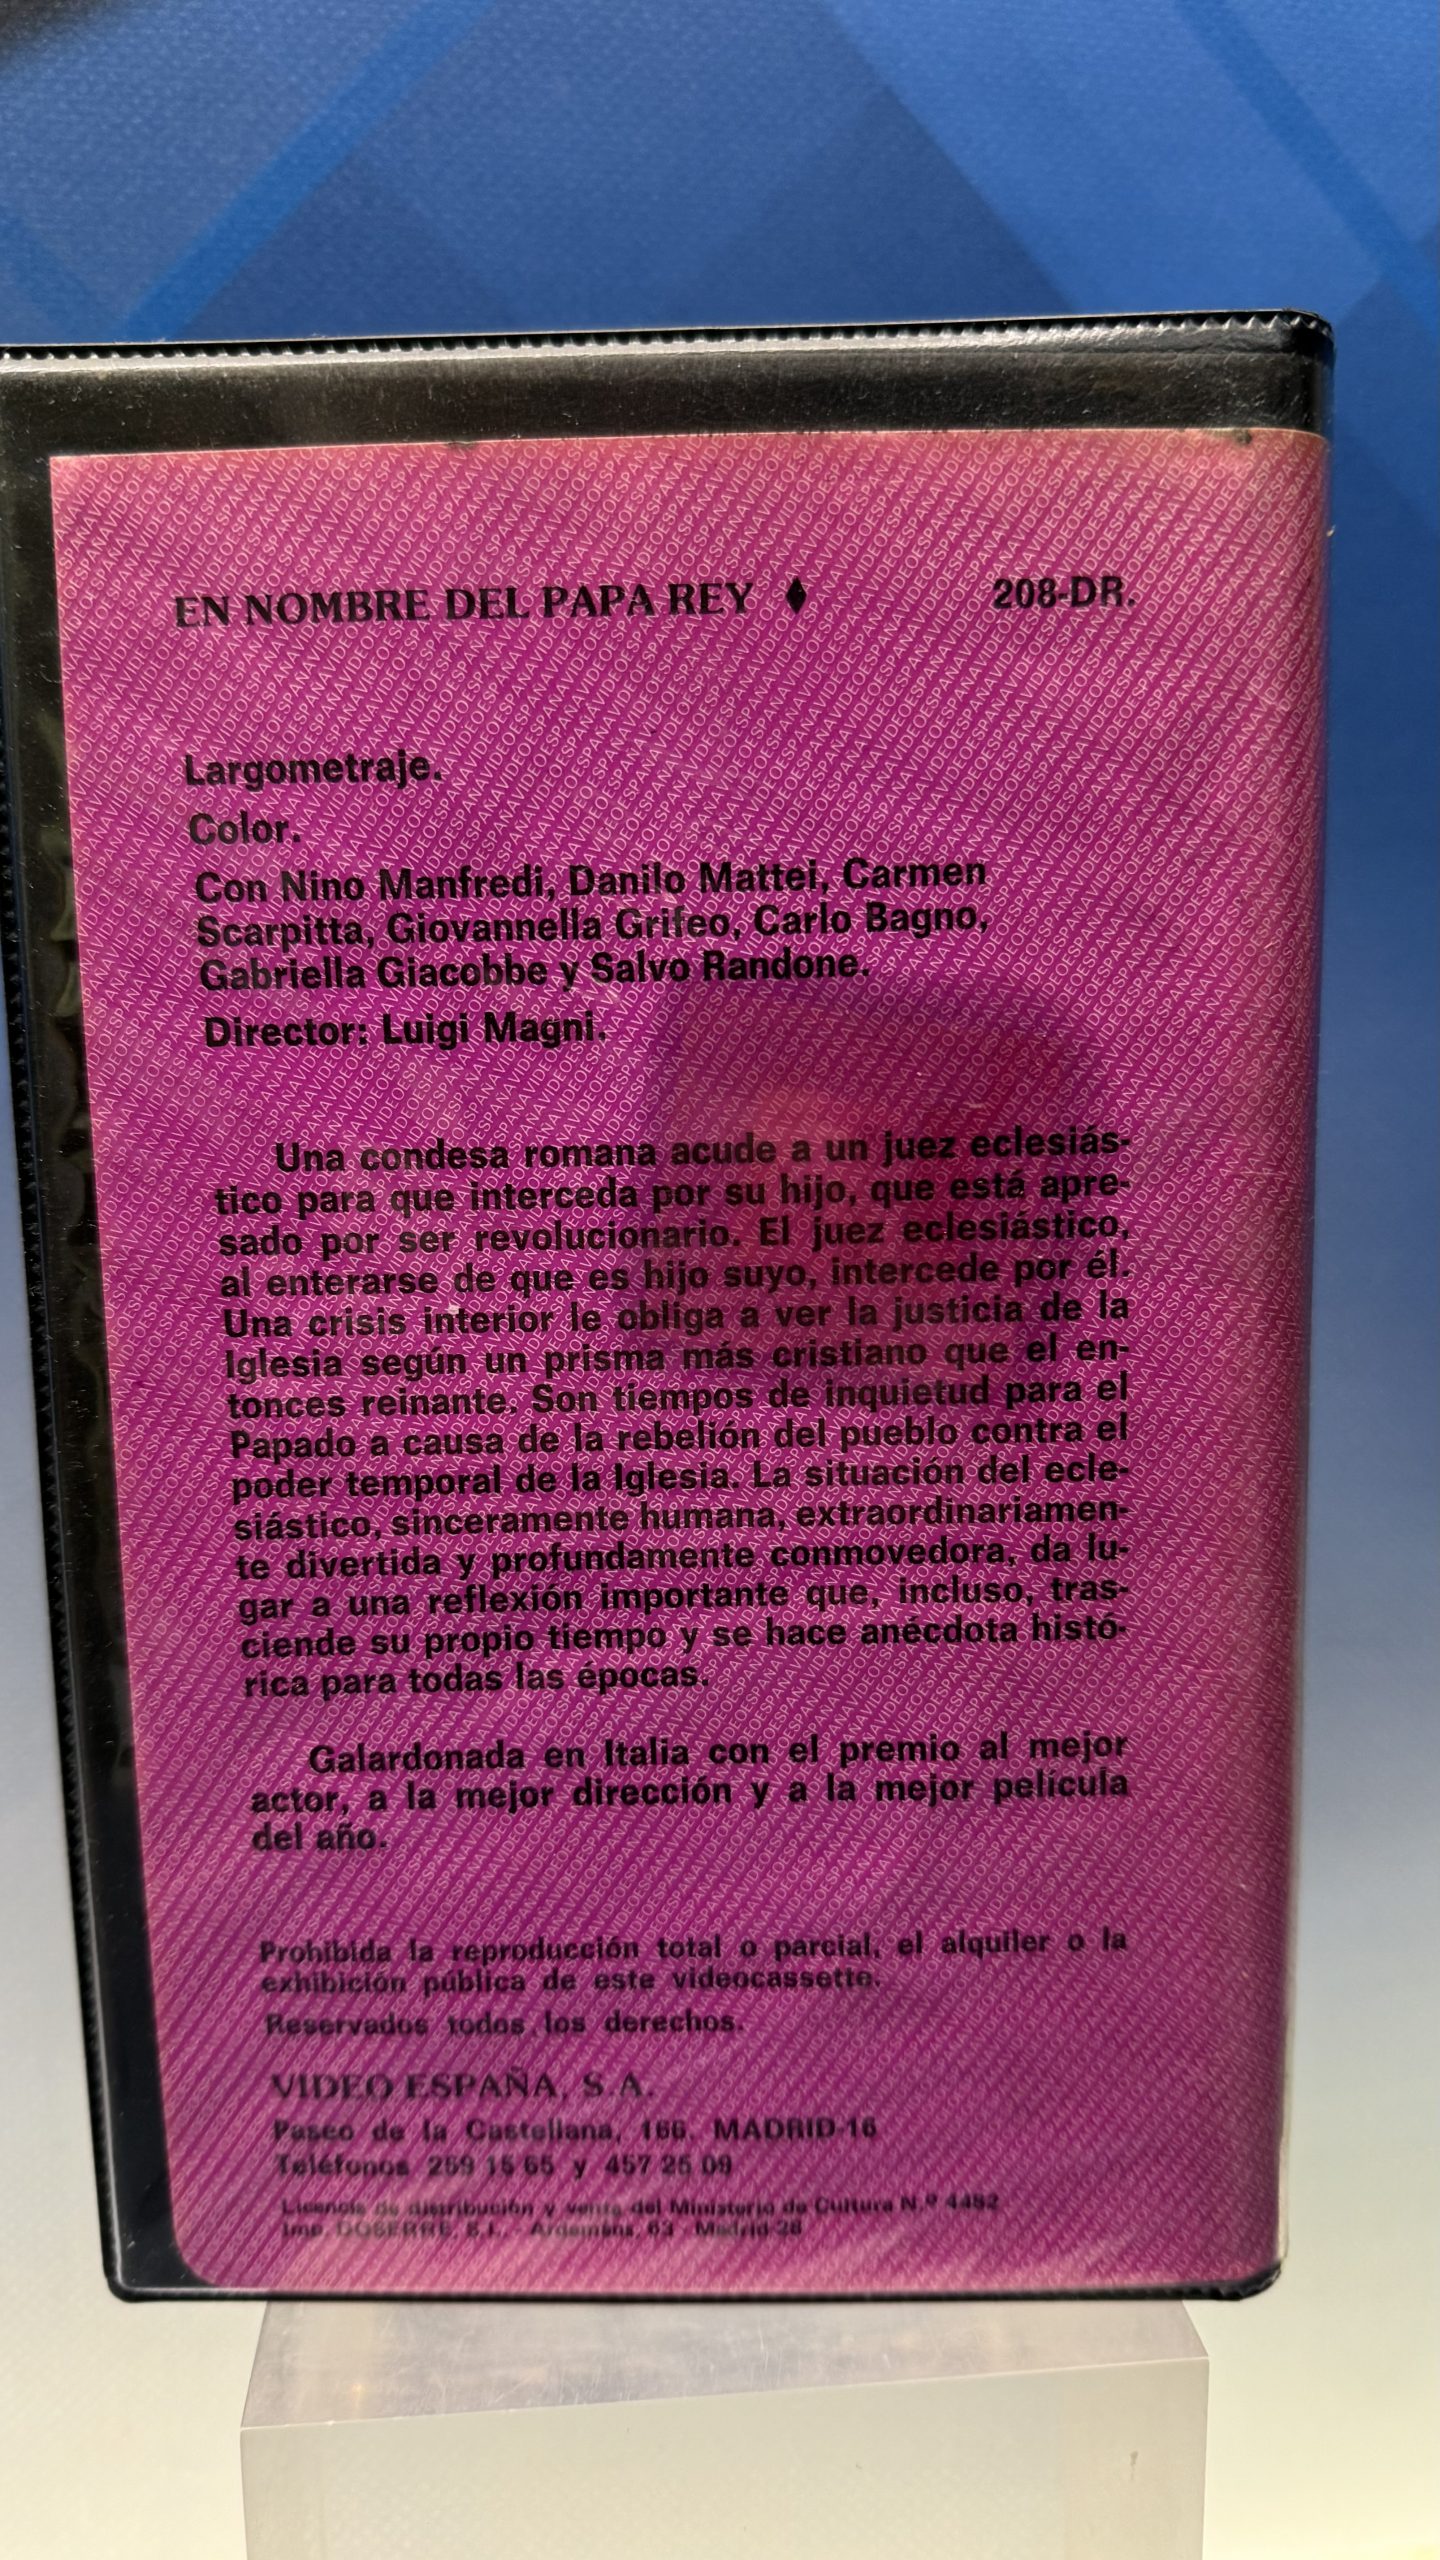 EN NOMBRE DEL PAPA REY ♦ 208-DR.
Largometraje.
Color.
Con Nino Manfredi, Danilo Mattei, Carmen
Scarpitta, Giovannella Grifeo, Carlo Bagno,
Gabriella Giacobbe y Salvo Randone.
Director: Luigi Magni.
Una condesa romana acude a un juez eclesiás-
tico para que interceda por su hijo, que está apre-
sado por ser revolucionario. El juez eclesiástico,
al enterarse de que es hijo suyo, intercede por él.
Una crisis interior le obliga a ver la justicia de la
Iglesia según un prisma más cristiano que el en-
tonces reinante. Son tiempos de inquietud para el
Papado a causa de la rebelión del pueblo contra el
poder temporal de la Iglesia. La situación del ecle-
siástico, sinceramente humana, extraordinariamen-
te divertida y profundamente conmovedora, da lu-
gar a una reflexión importante que, incluso, tras-
ciende su propio tiempo y se hace anécdota histó-
rica para todas las épocas.
Galardonada en Italia con el premio al mejor
actor, a la mejor dirección y a la mejor película
del año.
Prohibida la reproducción total o parcial, el alquiler o la
exhibición pública de este videocassette.
Reservados todos los derechos.
VIDEO ESPAÑA, S.A.
Paseo de la Castellana, 166. MADRID-16
Teléfonos 259 15 65 y 457 25 09
Licencia de distribución y venta del Ministerio de Cultura N.º 4482
Imp. DOSERRE, S.L. - Ardemáns, 63 - Madrid-28